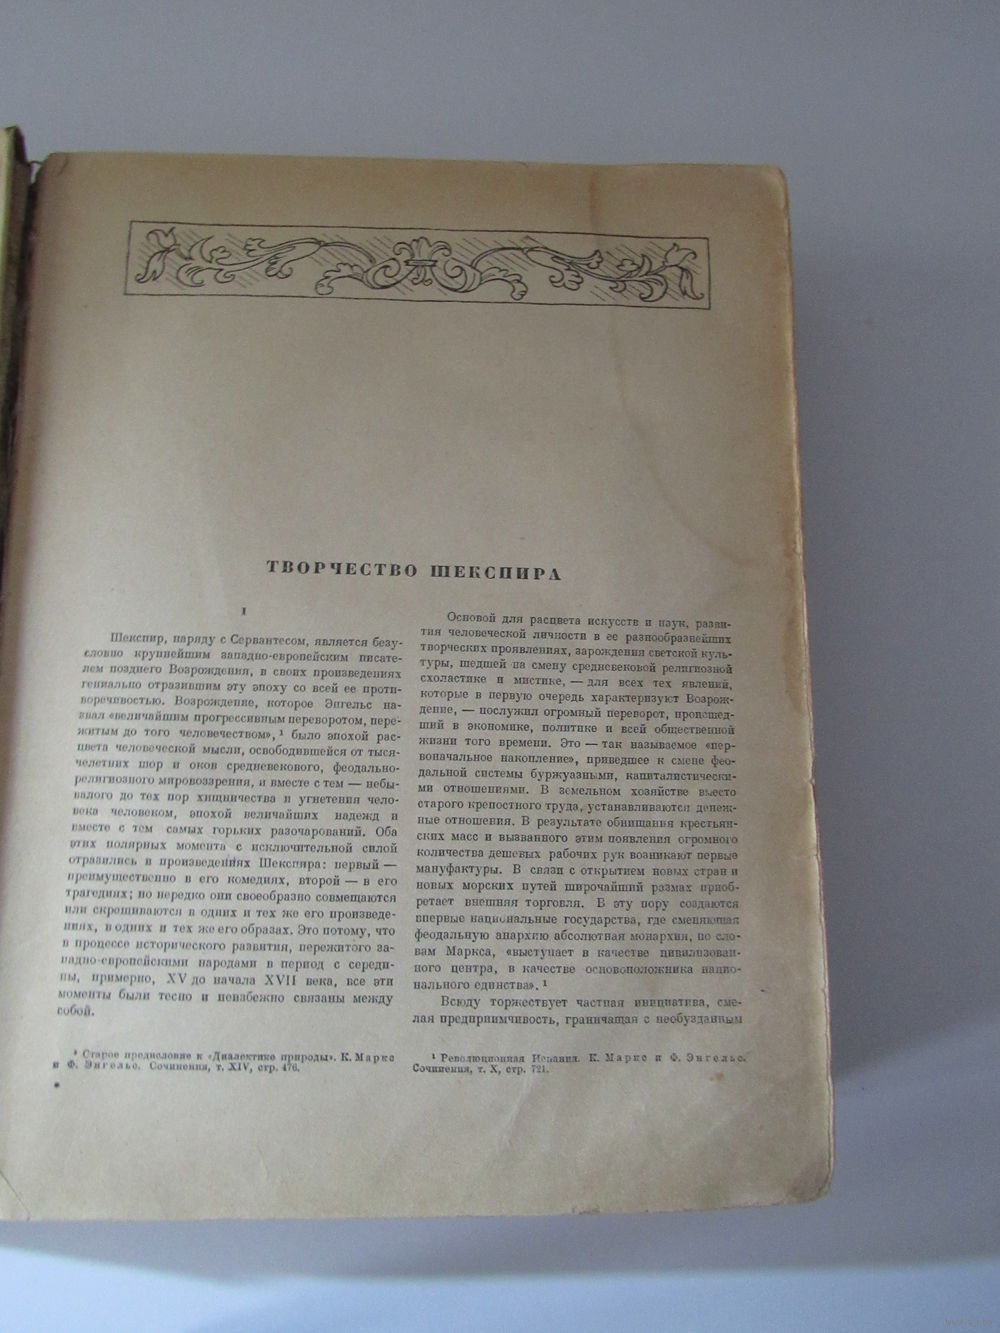 ТВОРЧЕСТВО ШЕКСПИРА
I
Шекспир, наряду с Сервантесом, является безу-
словно крупнейшим западно-европейским писате-
лем позднего Возрождения, в своих произведениях
гениально отразившим эту эпоху со всей ее проти-
воречивостью. Возрождение, которое Энгельс на-
звал «величайшим прогрессивным переворотом, пере-
житым до того человечеством»,¹ было эпохой рас-
цвета человеческой мысли, освободившейся от тыся-
челетних шор и оков средневекового, феодально-
религиозного мировоззрения, и вместе с тем — небы-
валого до тех пор хищничества и угнетения чело-
века человеком, эпохой величайших надежд и
вместе с тем самых горьких разочарований. Оба
этих полярных момента с исключительной силой
отразились в произведениях Шекспира: первый —
преимущественно в его комедиях, второй — в его
трагедиях; но нередко они своеобразно совмещаются
или скрещиваются в одних и тех же его произведе-
ниях, в одних и тех же его образах. Это потому, что
в процессе исторического развития, пережитого за-
падно-европейскими народами в период с середи-
ны, примерно, XV до начала XVII века, все эти
моменты были тесно и неизбежно связаны между
собой.
¹ Старое предисловие к «Диалектике природы». К. Маркс
и Ф. Энгельс. Сочинения, т. XIV, стр. 476.
*
Основой для расцвета искусств и наук, разви-
тия человеческой личности в ее разнообразнейших
творческих проявлениях, зарождения светской куль-
туры, шедшей на смену средневековой религиозной
схоластике и мистике, — для всех тех явлений,
которые в первую очередь характеризуют Возрож-
дение, — послужил огромный переворот, происшед-
ший в экономике, политике и всей общественной
жизни того времени. Это — так называемое «пер-
воначальное накопление», приведшее к смене фео-
дальной системы буржуазными, капиталистически-
ми отношениями. В земельном хозяйстве вместо
старого крепостного труда, устанавливаются денеж-
ные отношения. В результате обнищания крестьян-
ских масс и вызванного этим появления огромного
количества дешевых рабочих рук возникают первые
мануфактуры. В связи с открытием новых стран и
новых морских путей широчайший размах приоб-
ретает внешняя торговля. В эту пору создаются
впервые национальные государства, где сменяющая
феодальную анархию абсолютная монархия, по сло-
вам Маркса, «выступает в качестве цивилизован-
ного центра, в качестве основоположника нацио-
нального единства».¹
Всюду торжествует частная инициатива, сме-
лая предприимчивость, граничащая с необузданным
¹ Революционная Испания. К. Маркс и Ф. Энгельс.
Сочинения, т. X, стр. 721.